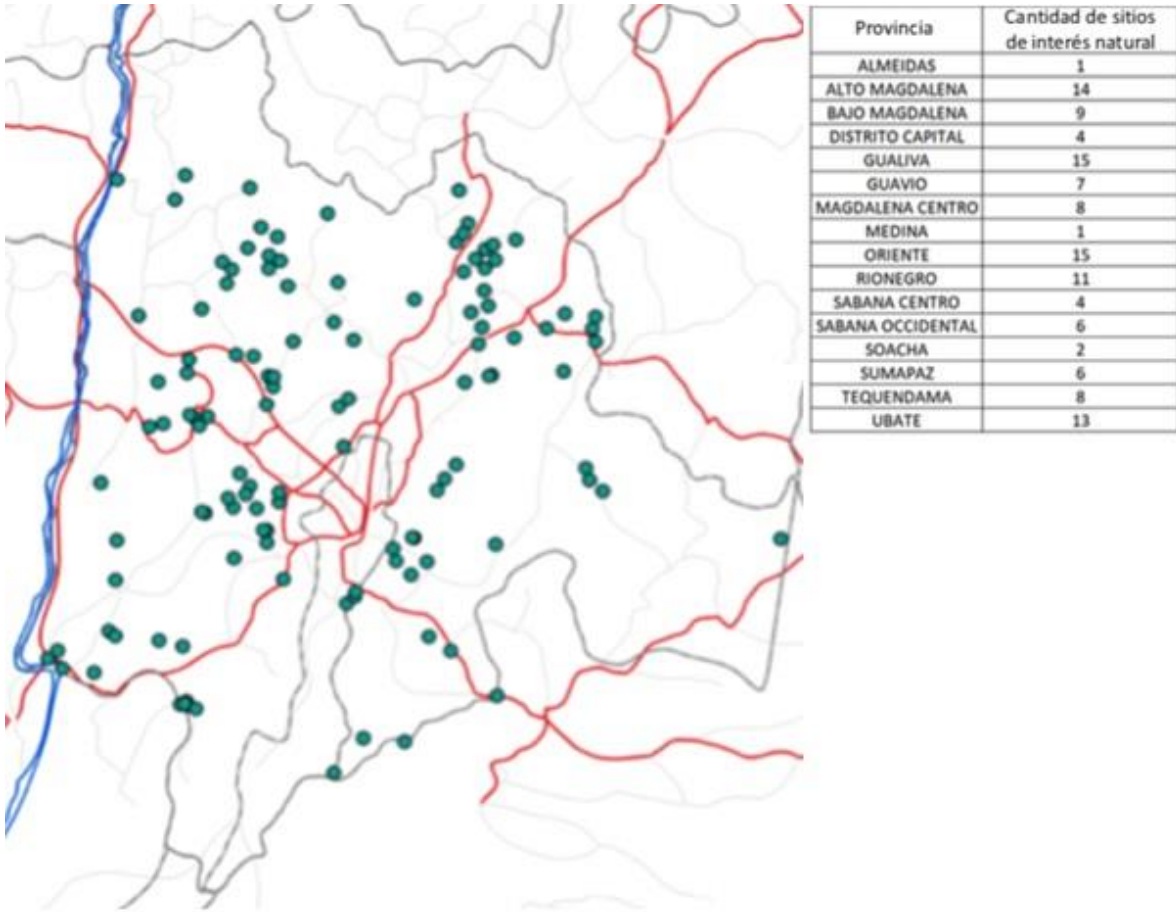 Provincia Cantidad de sitios
de interés natural
ALMEIDAS 1
ALTO MAGDALENA 14
BAJO MAGDALENA 9
DISTRITO CAPITAL 4
GUALIVA 15
GUAVIO 7
MAGDALENA CENTRO 8
MEDINA 1
ORIENTE 15
RIONEGRO 11
SABANA CENTRO 4
SABANA OCCIDENTAL 6
SOACHA 2
SUMAPAZ 6
TEQUENDAMA 8
UBATE 13